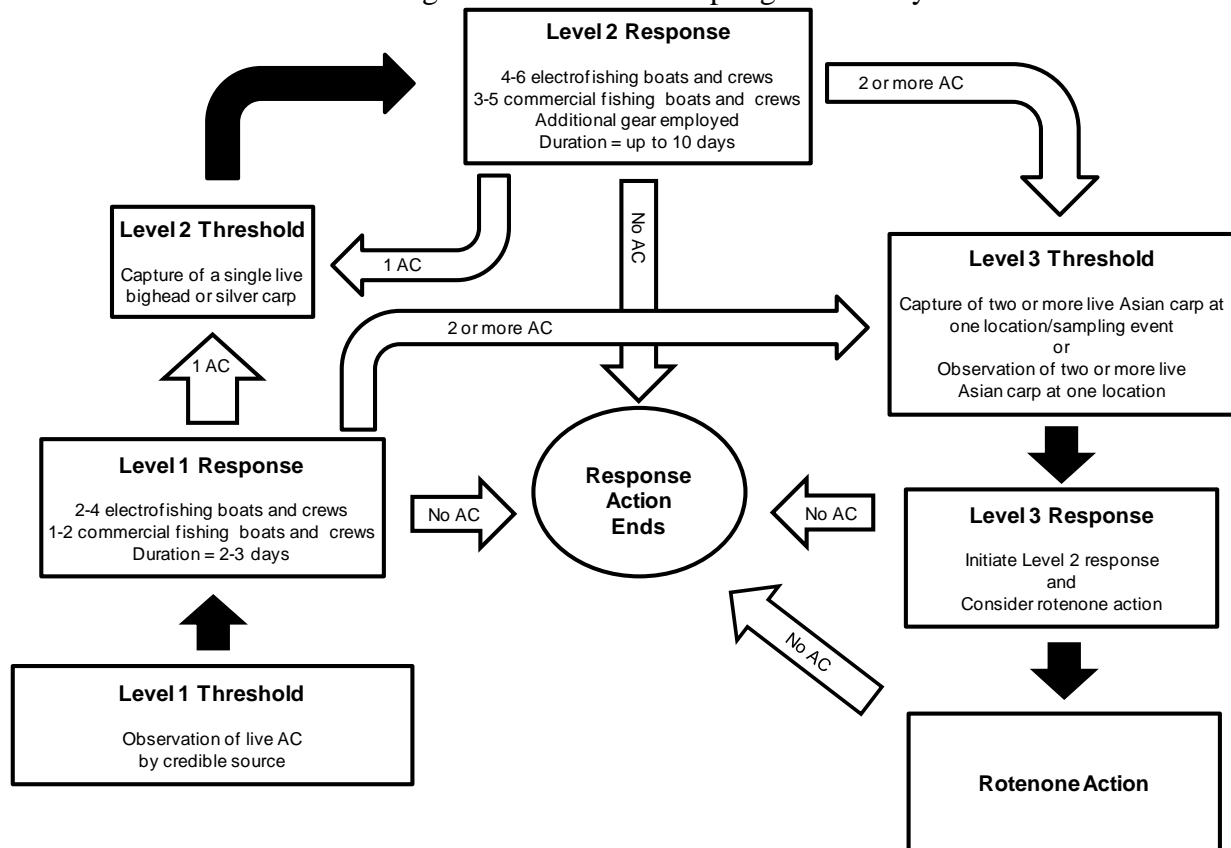 Level 2 Response
4-6 electrofishing boats and crews
3-5 commercial fishing boats and crews
Additional gear employed
Duration = up to 10 days
2 or more AC
Level 2 Threshold
Capture of a single live
bighead or silver carp
1 AC
No AC
Level 3 Threshold
Capture of two or more live Asian carp at
one location/sampling event
or
Observation of two or more live
Asian carp at one location
2 or more AC
1 AC
Level 1 Response
2-4 electrofishing boats and crews
1-2 commercial fishing boats and crews
Duration = 2-3 days
No AC
Response
Action
Ends
No AC
Level 3 Response
Initiate Level 2 response
and
Consider rotenone action
No AC
Level 1 Threshold
Observation of live AC
by credible source
Rotenone Action